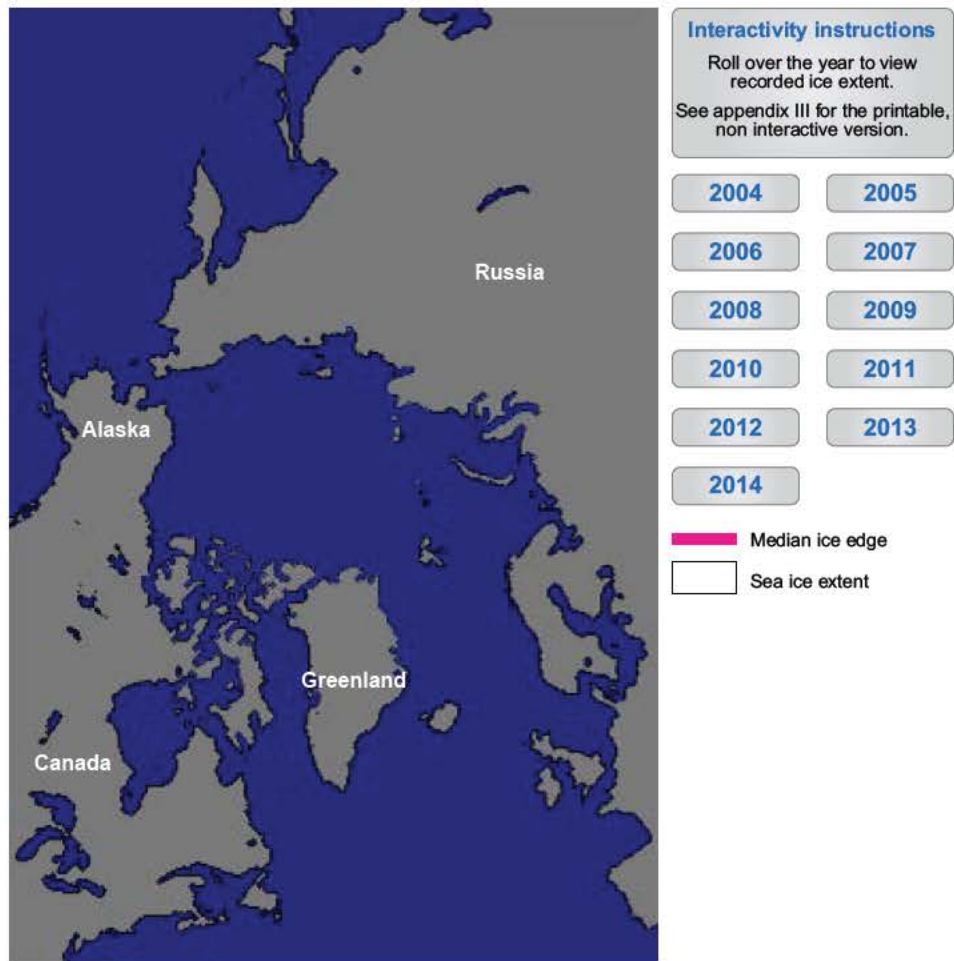 Interactivity instructions
Roll over the year to view
recorded ice extent.
See appendix III for the printable,
non interactive version.
2004
2005
2006
2007
2008
2009
2010
2011
2012
2013
2014
Median ice edge
Sea ice extent
Russia
Alaska
Greenland
Canada